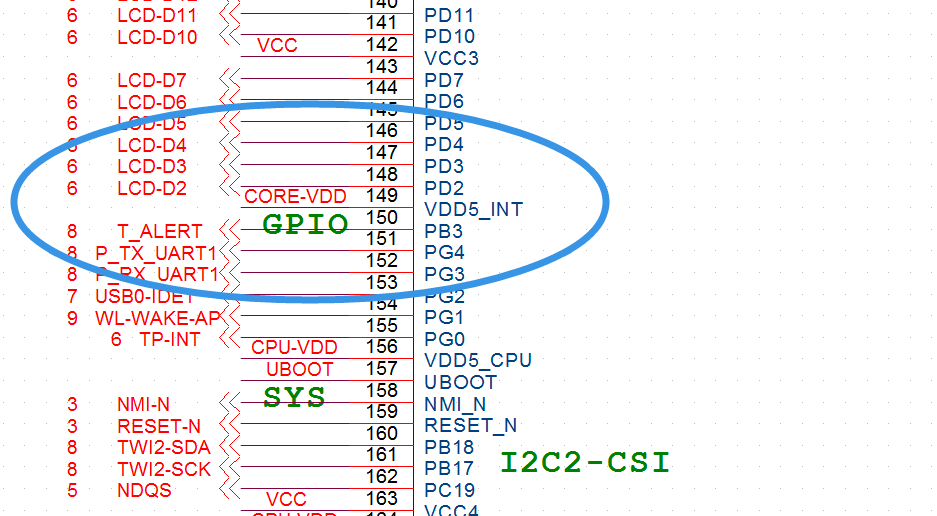 6 LCD-D11 140 PD11
6 LCD-D10 141 PD10
VCC 142 VCC3
6 LCD-D7 143 PD7
6 LCD-D6 144 PD6
6 LCD-D5 145 PD5
6 LCD-D4 146 PD4
6 LCD-D3 147 PD3
6 LCD-D2 148 PD2
CORE-VDD 149 VDD5_INT
GPIO
8 T_ALERT 150 PB3
8 P_TX_UART1 151 PG4
8 P_RX_UART1 152 PG3
7 USB0-IDET 153 PG2
9 WL-WAKE-AP 154 PG1
6 TP-INT 155 PG0
CPU-VDD 156 VDD5_CPU
UBOOT 157 UBOOT
SYS
3 NMI-N 158 NMI_N
3 RESET-N 159 RESET_N
8 TWI2-SDA 160 PB18
8 TWI2-SCK 161 PB17
I2C2-CSI
5 NDQS 162 PC19
VCC 163 VCC4
CPU-VDD